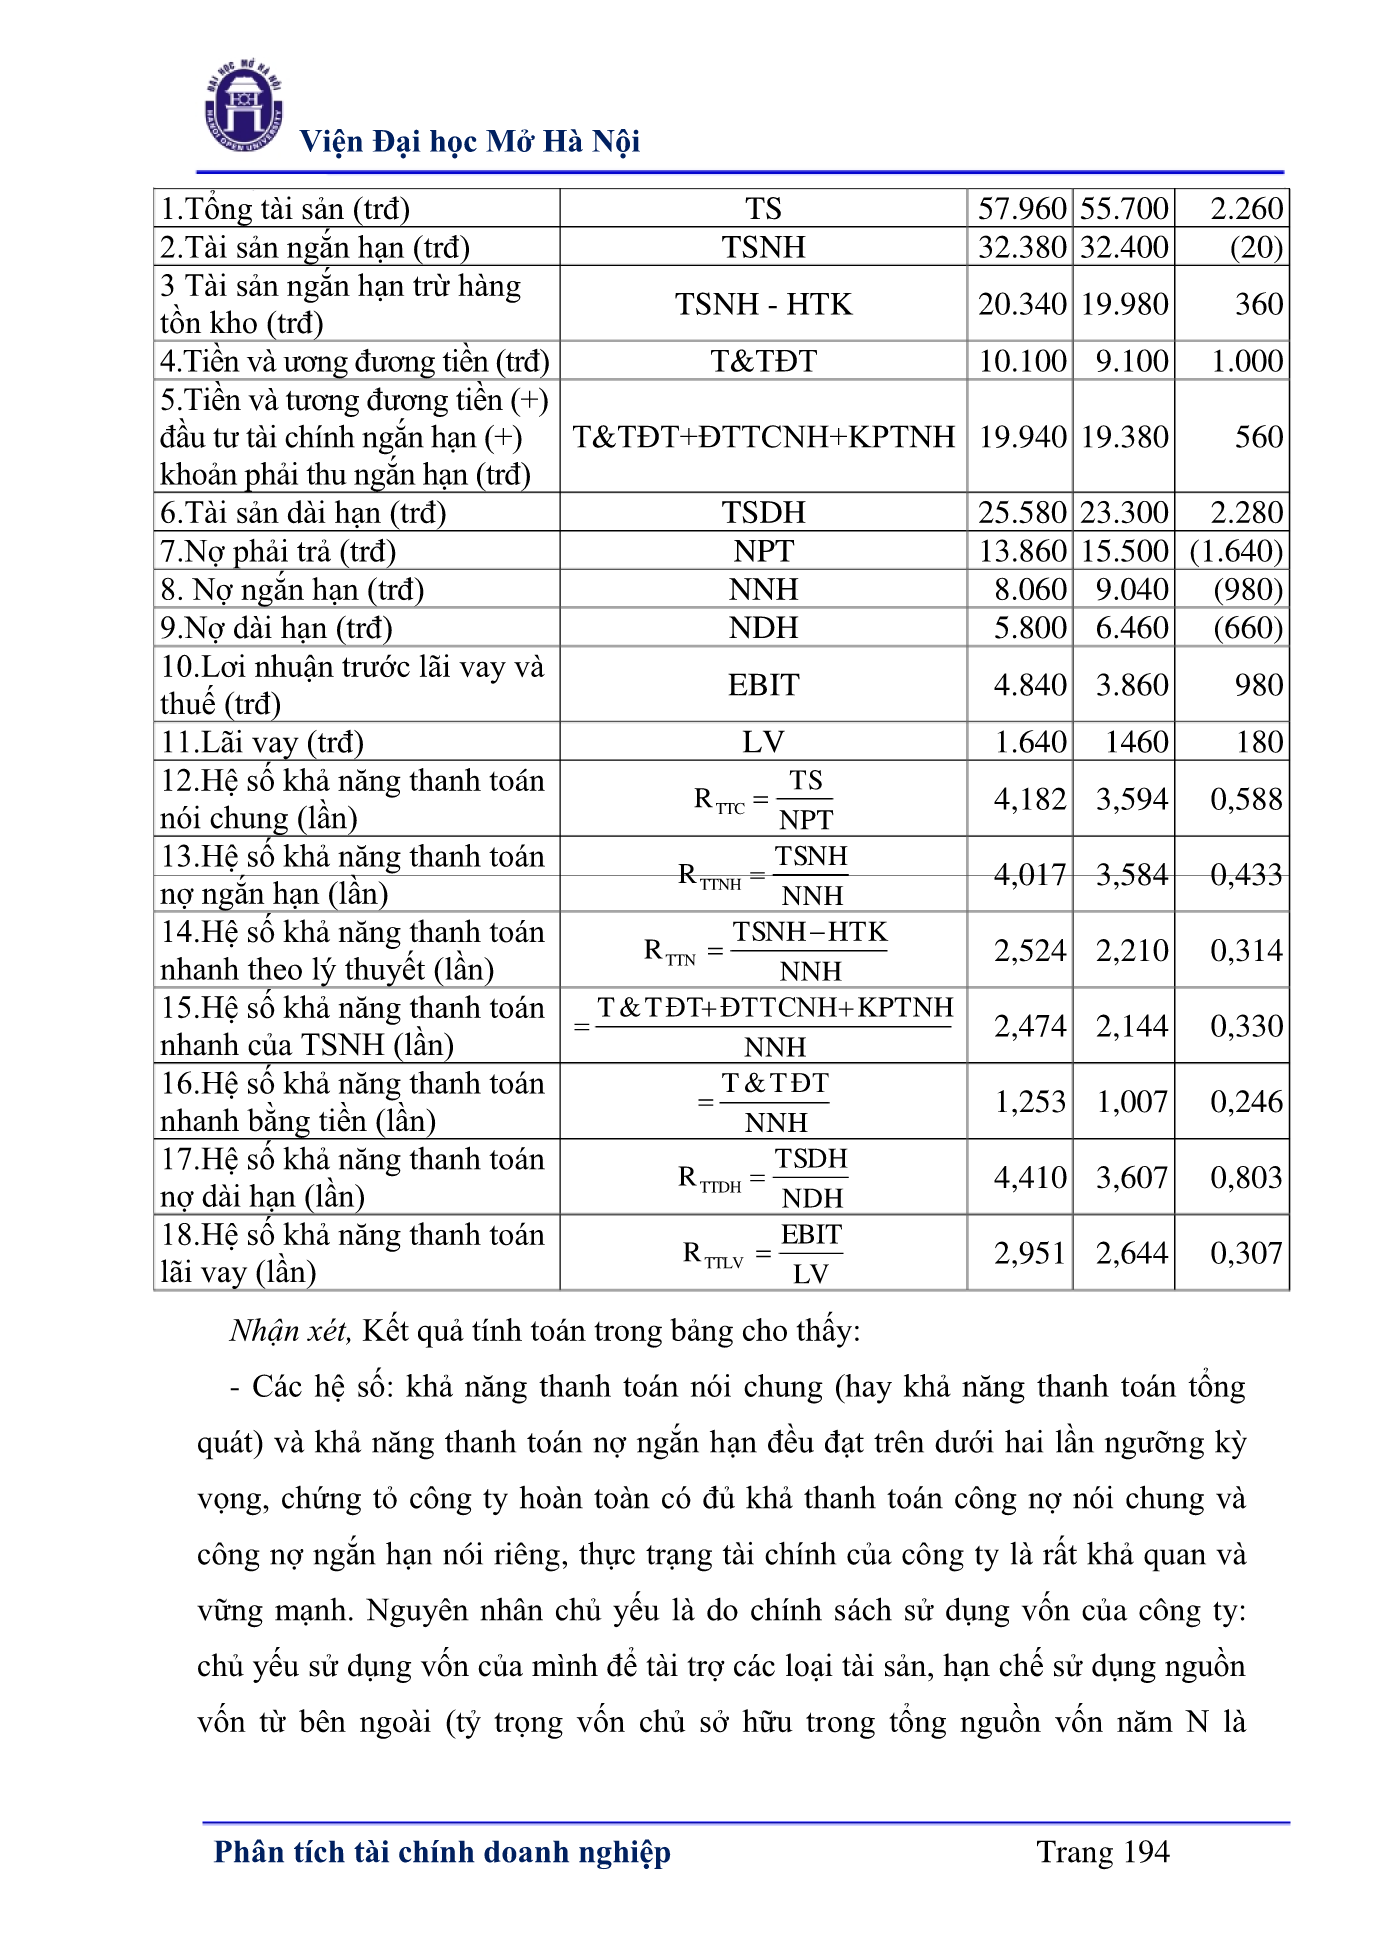 ĐẠI HỌC MỞ HÀ NỘI
HANOI OPEN UNIVERSITY
Viện Đại học Mở Hà Nội
1.Tổng tài sản (trđ) TS 57.960 55.700 2.260
2.Tài sản ngắn hạn (trđ) TSNH 32.380 32.400 (20)
3 Tài sản ngắn hạn trừ hàng
tồn kho (trđ) TSNH - HTK 20.340 19.980 360
4.Tiền và ương đương tiền (trđ) T&TĐT 10.100 9.100 1.000
5.Tiền và tương đương tiền (+)
đầu tư tài chính ngắn hạn (+)
khoản phải thu ngắn hạn (trđ) T&TĐT+ĐTTCNH+KPTNH 19.940 19.380 560
6.Tài sản dài hạn (trđ) TSDH 25.580 23.300 2.280
7.Nợ phải trả (trđ) NPT 13.860 15.500 (1.640)
8. Nợ ngắn hạn (trđ) NNH 8.060 9.040 (980)
9.Nợ dài hạn (trđ) NDH 5.800 6.460 (660)
10.Lơi nhuận trước lãi vay và
thuế (trđ) EBIT 4.840 3.860 980
11.Lãi vay (trđ) LV 1.640 1460 180
12.Hệ số khả năng thanh toán
nói chung (lần) R TTC = TS / NPT 4,182 3,594 0,588
13.Hệ số khả năng thanh toán
nợ ngắn hạn (lần) R TTNH = TSNH / NNH 4,017 3,584 0,433
14.Hệ số khả năng thanh toán
nhanh theo lý thuyết (lần) R TTN = TSNH−HTK / NNH 2,524 2,210 0,314
15.Hệ số khả năng thanh toán
nhanh của TSNH (lần) = T&TĐT+ĐTTCNH+KPTNH / NNH 2,474 2,144 0,330
16.Hệ số khả năng thanh toán
nhanh bằng tiền (lần) = T&TĐT / NNH 1,253 1,007 0,246
17.Hệ số khả năng thanh toán
nợ dài hạn (lần) R TTDH = TSDH / NDH 4,410 3,607 0,803
18.Hệ số khả năng thanh toán
lãi vay (lần) R TTLV = EBIT / LV 2,951 2,644 0,307
Nhận xét, Kết quả tính toán trong bảng cho thấy:
- Các hệ số: khả năng thanh toán nói chung (hay khả năng thanh toán tổng
quát) và khả năng thanh toán nợ ngắn hạn đều đạt trên dưới hai lần ngưỡng kỳ
vọng, chứng tỏ công ty hoàn toàn có đủ khả thanh toán công nợ nói chung và
công nợ ngắn hạn nói riêng, thực trạng tài chính của công ty là rất khả quan và
vững mạnh. Nguyên nhân chủ yếu là do chính sách sử dụng vốn của công ty:
chủ yếu sử dụng vốn của mình để tài trợ các loại tài sản, hạn chế sử dụng nguồn
vốn từ bên ngoài (tỷ trọng vốn chủ sở hữu trong tổng nguồn vốn năm N là
Phân tích tài chính doanh nghiệp Trang 194